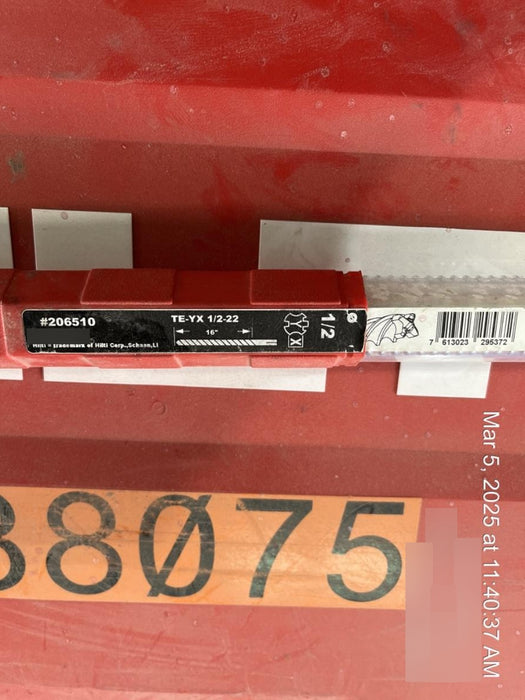 #206510
TE-YX 1/2-22
16"
Hilti = trademark of Hilti Corp.,Schaan,LI
X
1/2
7 613023 295372
88075
Mar 5, 2025 at 11:40:37 AM